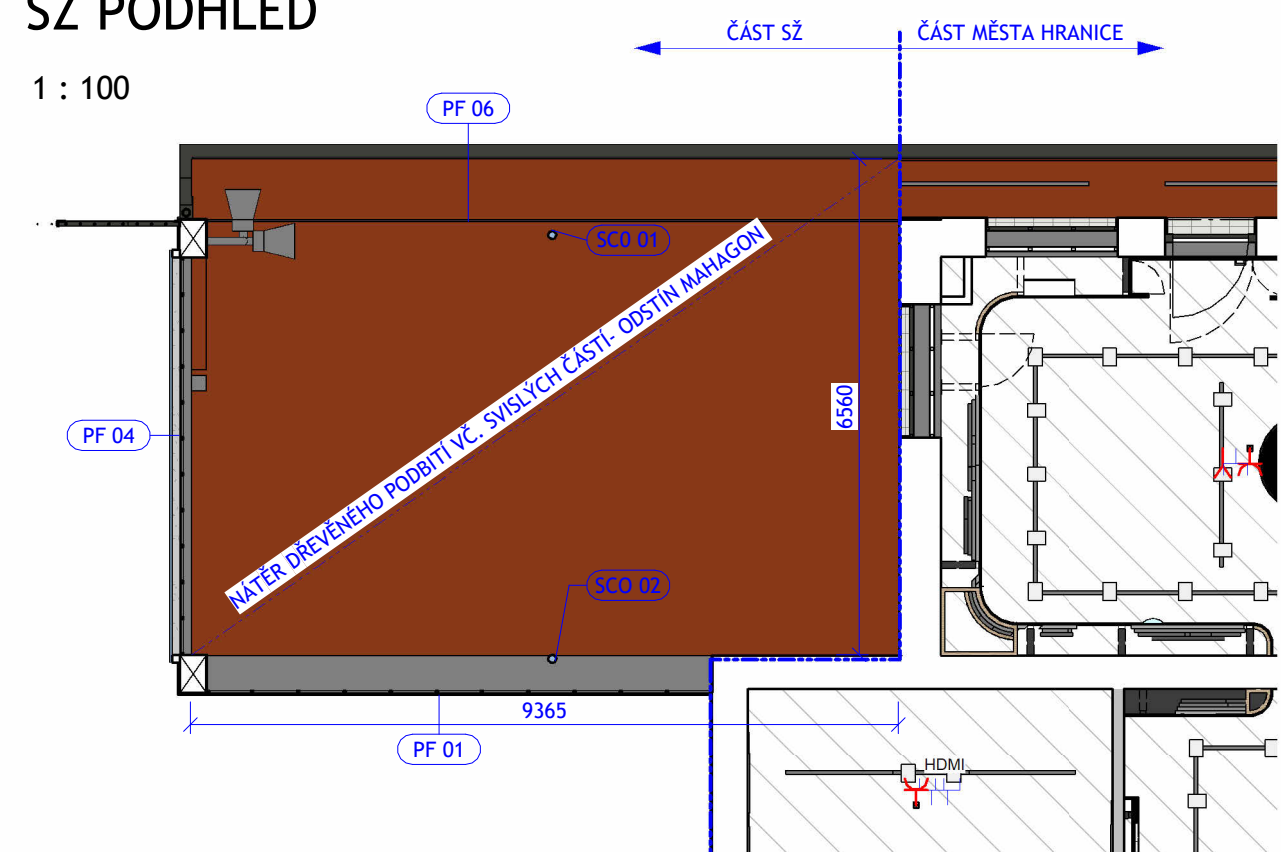 SŽ PODHLED
1 : 100
ČÁST SŽ
ČÁST MĚSTA HRANICE
PF 06
SC0 01
NÁTĚR DŘEVĚNÉHO PODBITÍ VČ. SVISLÝCH ČÁSTÍ- ODSTÍN MAHAGON
6560
PF 04
SCO 02
9365
PF 01
HDMI